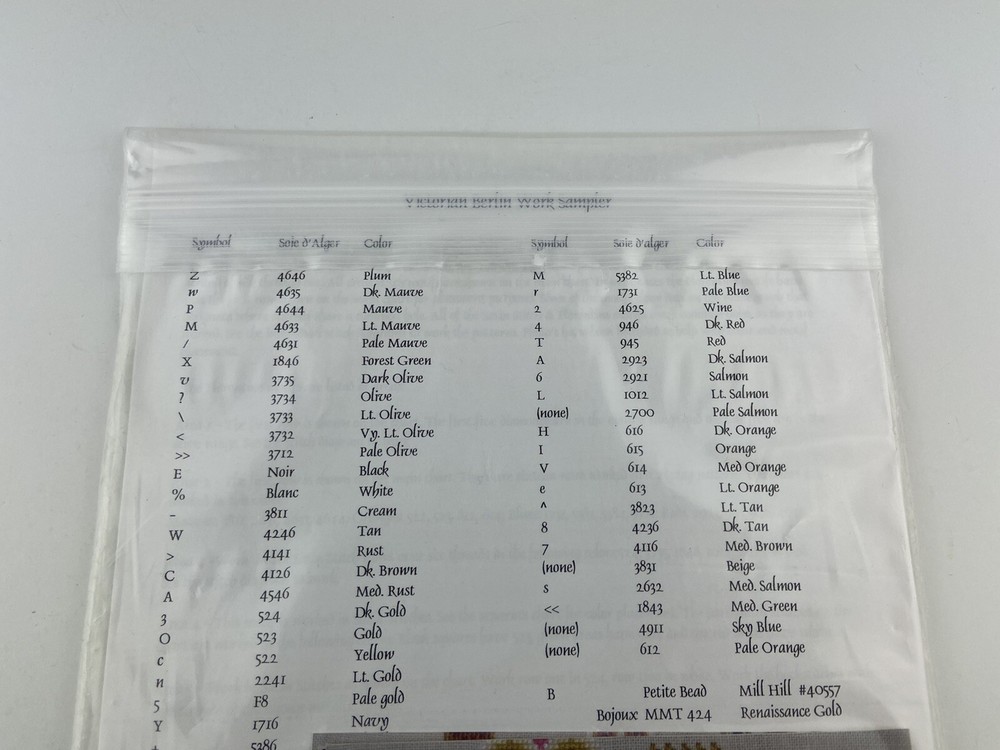 Victorian Berlin Work Sampler
Symbol Soie d'Alger Color Symbol Soie d'alger Color
Z 4646 Plum M 5382 Lt. Blue
w 4635 Dk. Mauve r 1731 Pale Blue
P 4644 Mauve 2 4625 Wine
M 4633 Lt. Mauve 4 946 Dk. Red
/ 4631 Pale Mauve T 945 Red
X 1846 Forest Green A 2923 Dk. Salmon
v 3735 Dark Olive 6 2921 Salmon
? 3734 Olive L 1012 Lt. Salmon
\ 3733 Lt. Olive (none) 2700 Pale Salmon
< 3732 Vy. Lt. Olive H 616 Dk. Orange
>> 3712 Pale Olive I 615 Orange
E Noir Black V 614 Med Orange
% Blanc White e 613 Lt. Orange
- 3811 Cream ^ 3823 Lt. Tan
W 4246 Tan 8 4236 Dk. Tan
> 4141 Rust 7 4116 Med. Brown
C 4126 Dk. Brown (none) 3831 Beige
A 4546 Med. Rust s 2632 Med. Salmon
3 524 Dk. Gold << 1843 Med. Green
O 523 Gold (none) 4911 Sky Blue
c 522 Yellow (none) 612 Pale Orange
n 2241 Lt. Gold
5 F8 Pale gold B Petite Bead Mill Hill #40557
Y 1716 Navy Bojoux MMT 424 Renaissance Gold
+ 5286